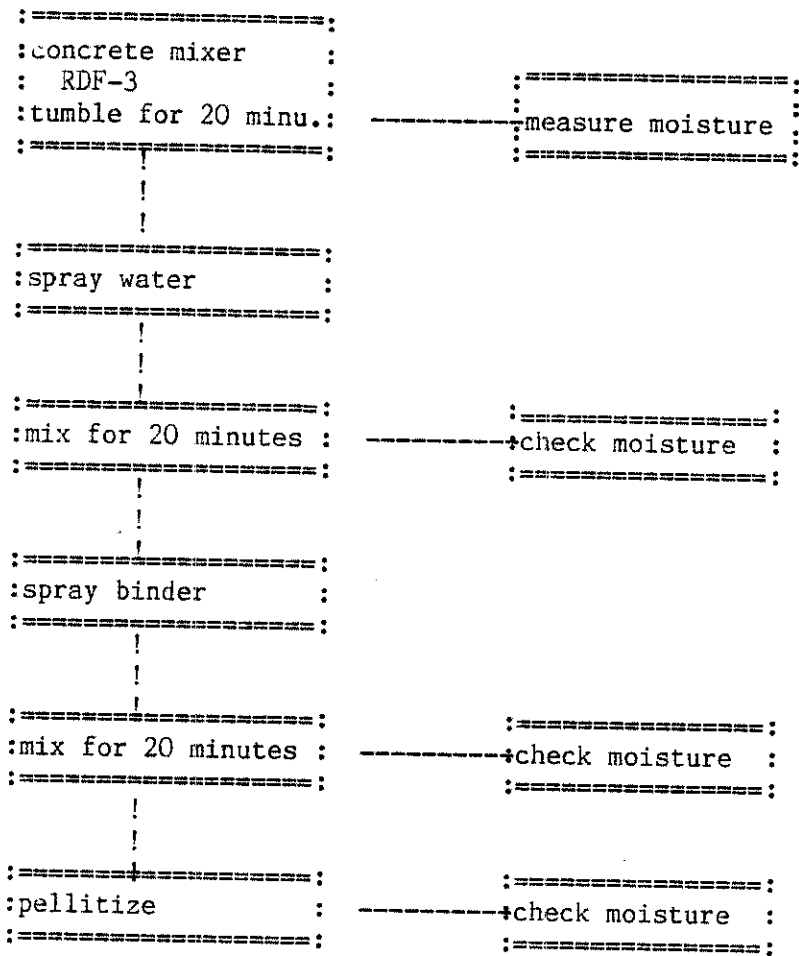 concrete mixer
RDF-3
tumble for 20 minu.
measure moisture
spray water
mix for 20 minutes
check moisture
spray binder
mix for 20 minutes
check moisture
pellitize
check moisture